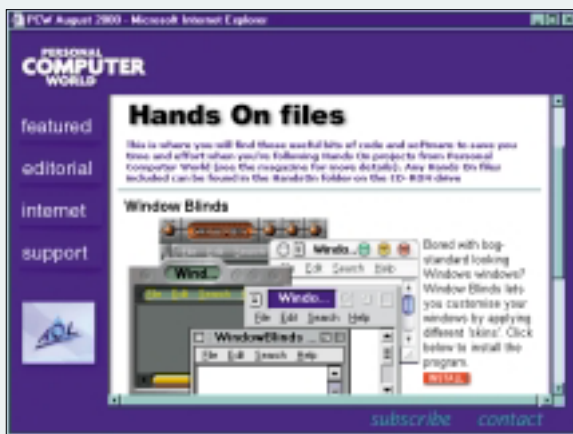 PCW August 2000 - Microsoft Internet Explorer
PERSONAL
COMPUTER
WORLD
featured
editorial
internet
support
AOL
Hands On files
This is where you will find those useful bits of code and software to save you
time and effort when you're following Hands On projects from Personal
Computer World (see the magazine for more details). Any Hands On files
included can be found in the HandsOn folder on the CD-ROM drive
Window Blinds
Windo...
File Edit Search Help
Wind...
File Edit Search
Windo...
File Edit Search Help
WindowBlinds ...
File Edit Search Help
Bored with bog-
standard looking
Windows windows?
Window Blinds lets
you customise your
windows by applying
different 'skins'. Click
below to install the
program.
INSTALL
subscribe contact